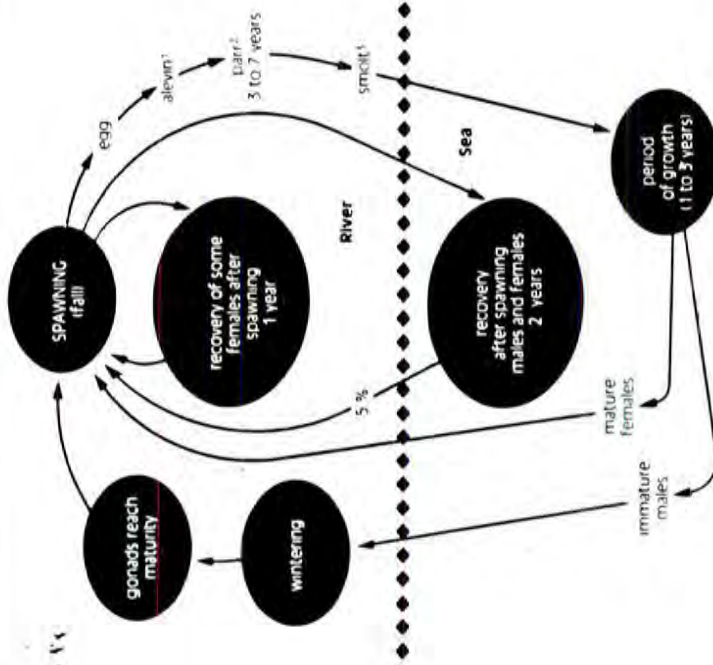 SPAWNING
(fall)
egg
alevin¹
parr²
3 to 7 years
smolt³
recovery of some
females after
spawning
1 year
River
Sea
gonads reach
maturity
wintering
5 %
recovery
after spawning
males and females
2 years
mature
females
immature
males
period
of growth
(1 to 3 years)